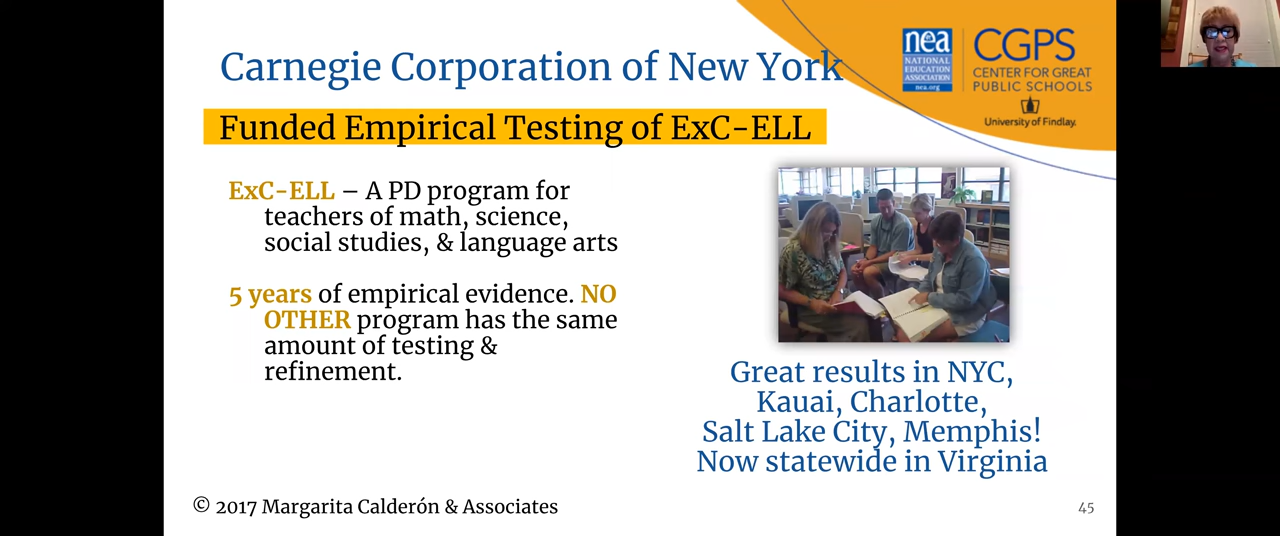 Carnegie Corporation of New York
Funded Empirical Testing of ExC-ELL
nea
NATIONAL
EDUCATION
ASSOCIATION
nea.org
CGPS
CENTER FOR GREAT
PUBLIC SCHOOLS
University of Findlay.
ExC-ELL – A PD program for
teachers of math, science,
social studies, & language arts
5 years of empirical evidence. NO
OTHER program has the same
amount of testing &
refinement.
Great results in NYC,
Kauai, Charlotte,
Salt Lake City, Memphis!
Now statewide in Virginia
© 2017 Margarita Calderón & Associates
45